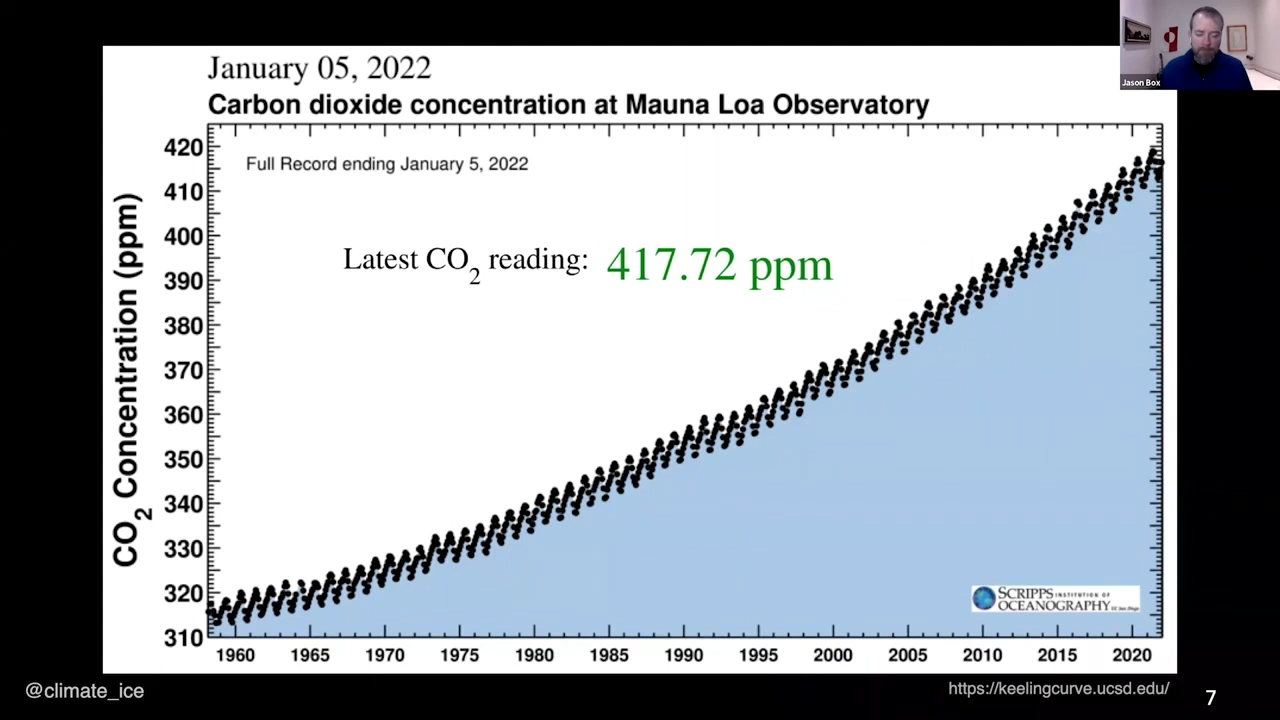 January 05, 2022
Carbon dioxide concentration at Mauna Loa Observatory
Full Record ending January 5, 2022
Latest CO2 reading: 417.72 ppm
CO2 Concentration (ppm)
420
410
400
390
380
370
360
350
340
330
320
310
1960 1965 1970 1975 1980 1985 1990 1995 2000 2005 2010 2015 2020
SCRIPPS INSTITUTION OF
OCEANOGRAPHY UC San Diego
Jason Box
@climate_ice
https://keelingcurve.ucsd.edu/
7